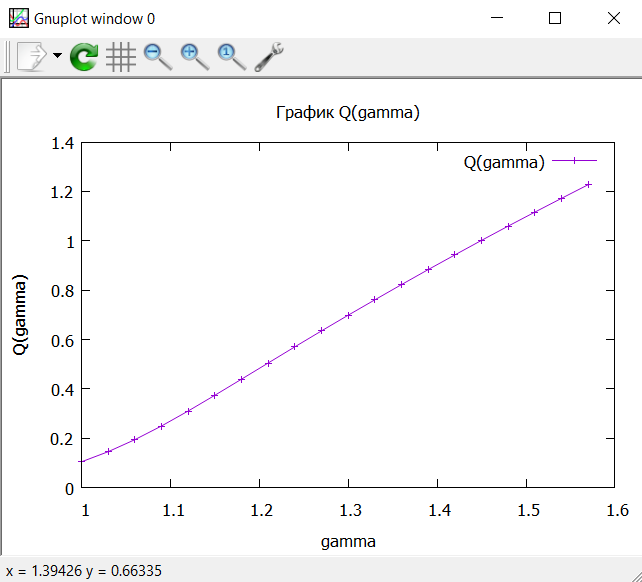 Gnuplot window 0
1
График Q(gamma)
Q(gamma)
1.4
1.2
1
0.8
0.6
0.4
0.2
0
Q(gamma)
1 1.1 1.2 1.3 1.4 1.5 1.6
gamma
x = 1.39426 y = 0.66335